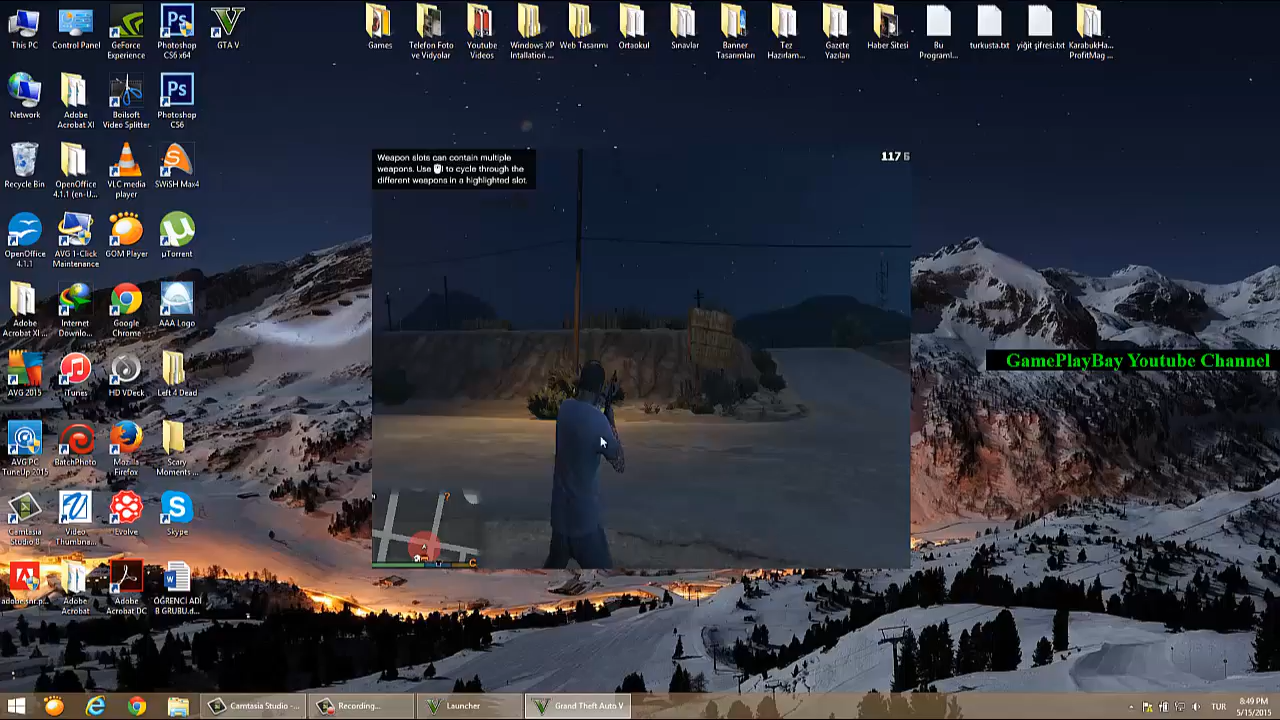 This PC
Control Panel
GeForce
Experience
Photoshop
CS6 x64
GTA V
Games
Telefon Foto
ve Vidyolar
Youtube
Videos
Windows XP
Intallation ...
Web Tasarımı
Ortaokul
Sınavlar
Banner
Tasarımları
Tez
Hazırlam...
Gazete
Yazıları
Haber Sitesi
Bu
Programl...
turkusta.txt
yiğit şifresi.txt
KarabukHa...
ProfitMag ...
Network
Adobe
Acrobat XI
Boilsoft
Video Splitter
Photoshop
CS6
Recycle Bin
OpenOffice
4.1.1 (en-U...
VLC media
player
SWiSH Max4
OpenOffice
4.1.1
AVG 1-Click
Maintenance
GOM Player
µTorrent
Adobe
Acrobat XI ...
Internet
Downlo...
Google
Chrome
AAA Logo
AVG 2015
iTunes
HD VDeck
Left 4 Dead
AVG PC
TuneUp 2015
BatchPhoto
Mozilla
Firefox
Scary
Moments ...
Camtasia
Studio 8
Video
Thumbna...
Evolve
Skype
adobe.snr.p...
Adobe
Acrobat
Adobe
Acrobat DC
ÖĞRENCİ ADİ
B GRUBU.d...
Weapon slots can contain multiple
weapons. Use to cycle through the
different weapons in a highlighted slot.
117 6
GamePlayBay Youtube Channel
Camtasia Studio -...
Recording...
Launcher
Grand Theft Auto V
TUR
8:49 PM
5/15/2015